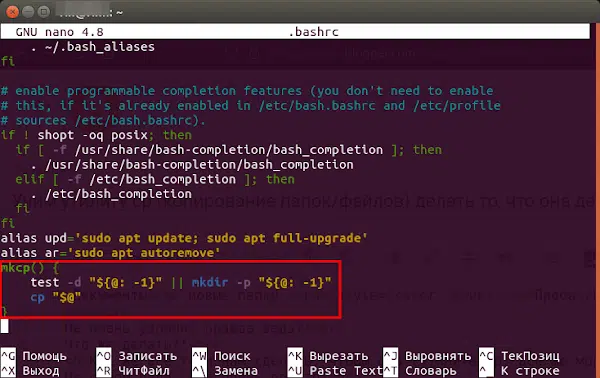 GNU nano 4.8 .bashrc
. ~/.bash_aliases
fi
# enable programmable completion features (you don't need to enable
# this, if it's already enabled in /etc/bash.bashrc and /etc/profile
# sources /etc/bash.bashrc).
if ! shopt -oq posix; then
if [ -f /usr/share/bash-completion/bash_completion ]; then
. /usr/share/bash-completion/bash_completion
elif [ -f /etc/bash_completion ]; then
. /etc/bash_completion
fi
fi
alias upd='sudo apt update; sudo apt full-upgrade'
alias ar='sudo apt autoremove'
mkcp() {
test -d "${@: -1}" || mkdir -p "${@: -1}"
cp "$@"
}
^G Помощь ^O Записать ^W Поиск ^K Вырезать ^J Выровнять ^C ТекПозиц
^X Выход ^R ЧитФайл ^\ Замена ^U Paste Text ^T Словарь ^_ К строке